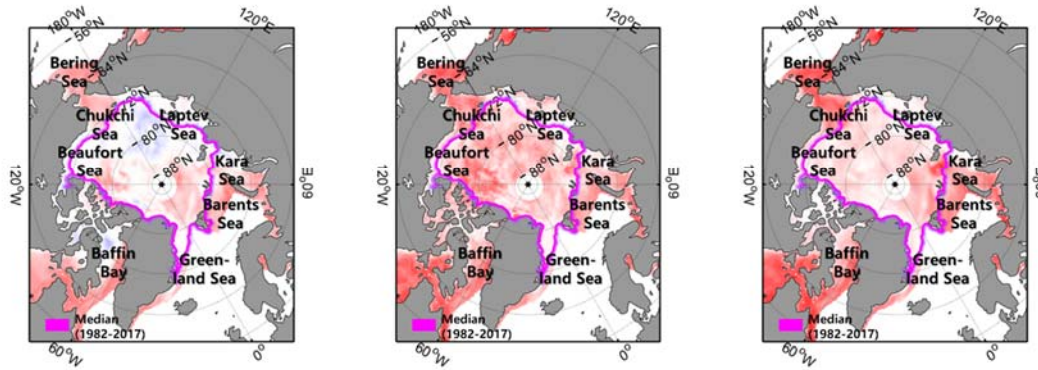 180°W
120°E
-56°N
Bering
Sea
-64°N
-72°N
Chukchi
Sea
Laptev
Sea
-80°N
Beaufort
Sea
-88°N
Kara
Sea
120°W
60°E
Barents
Sea
Baffin
Bay
Green-
land Sea
Median
(1982-2017)
60°W
0°
180°W
120°E
-56°N
Bering
Sea
-64°N
Chukchi
Sea
Laptev
Sea
-80°N
Beaufort
Sea
-88°N
Kara
Sea
120°W
60°E
Barents
Sea
Baffin
Bay
Green-
land Sea
Median
(1982-2017)
60°W
0°
180°W
120°E
-56°N
Bering
Sea
-64°N
Chukchi
Sea
Laptev
Sea
-80°N
Beaufort
Sea
-88°N
Kara
Sea
120°W
60°E
Barents
Sea
Baffin
Bay
Green-
land Sea
Median
(1982-2017)
60°W
0°